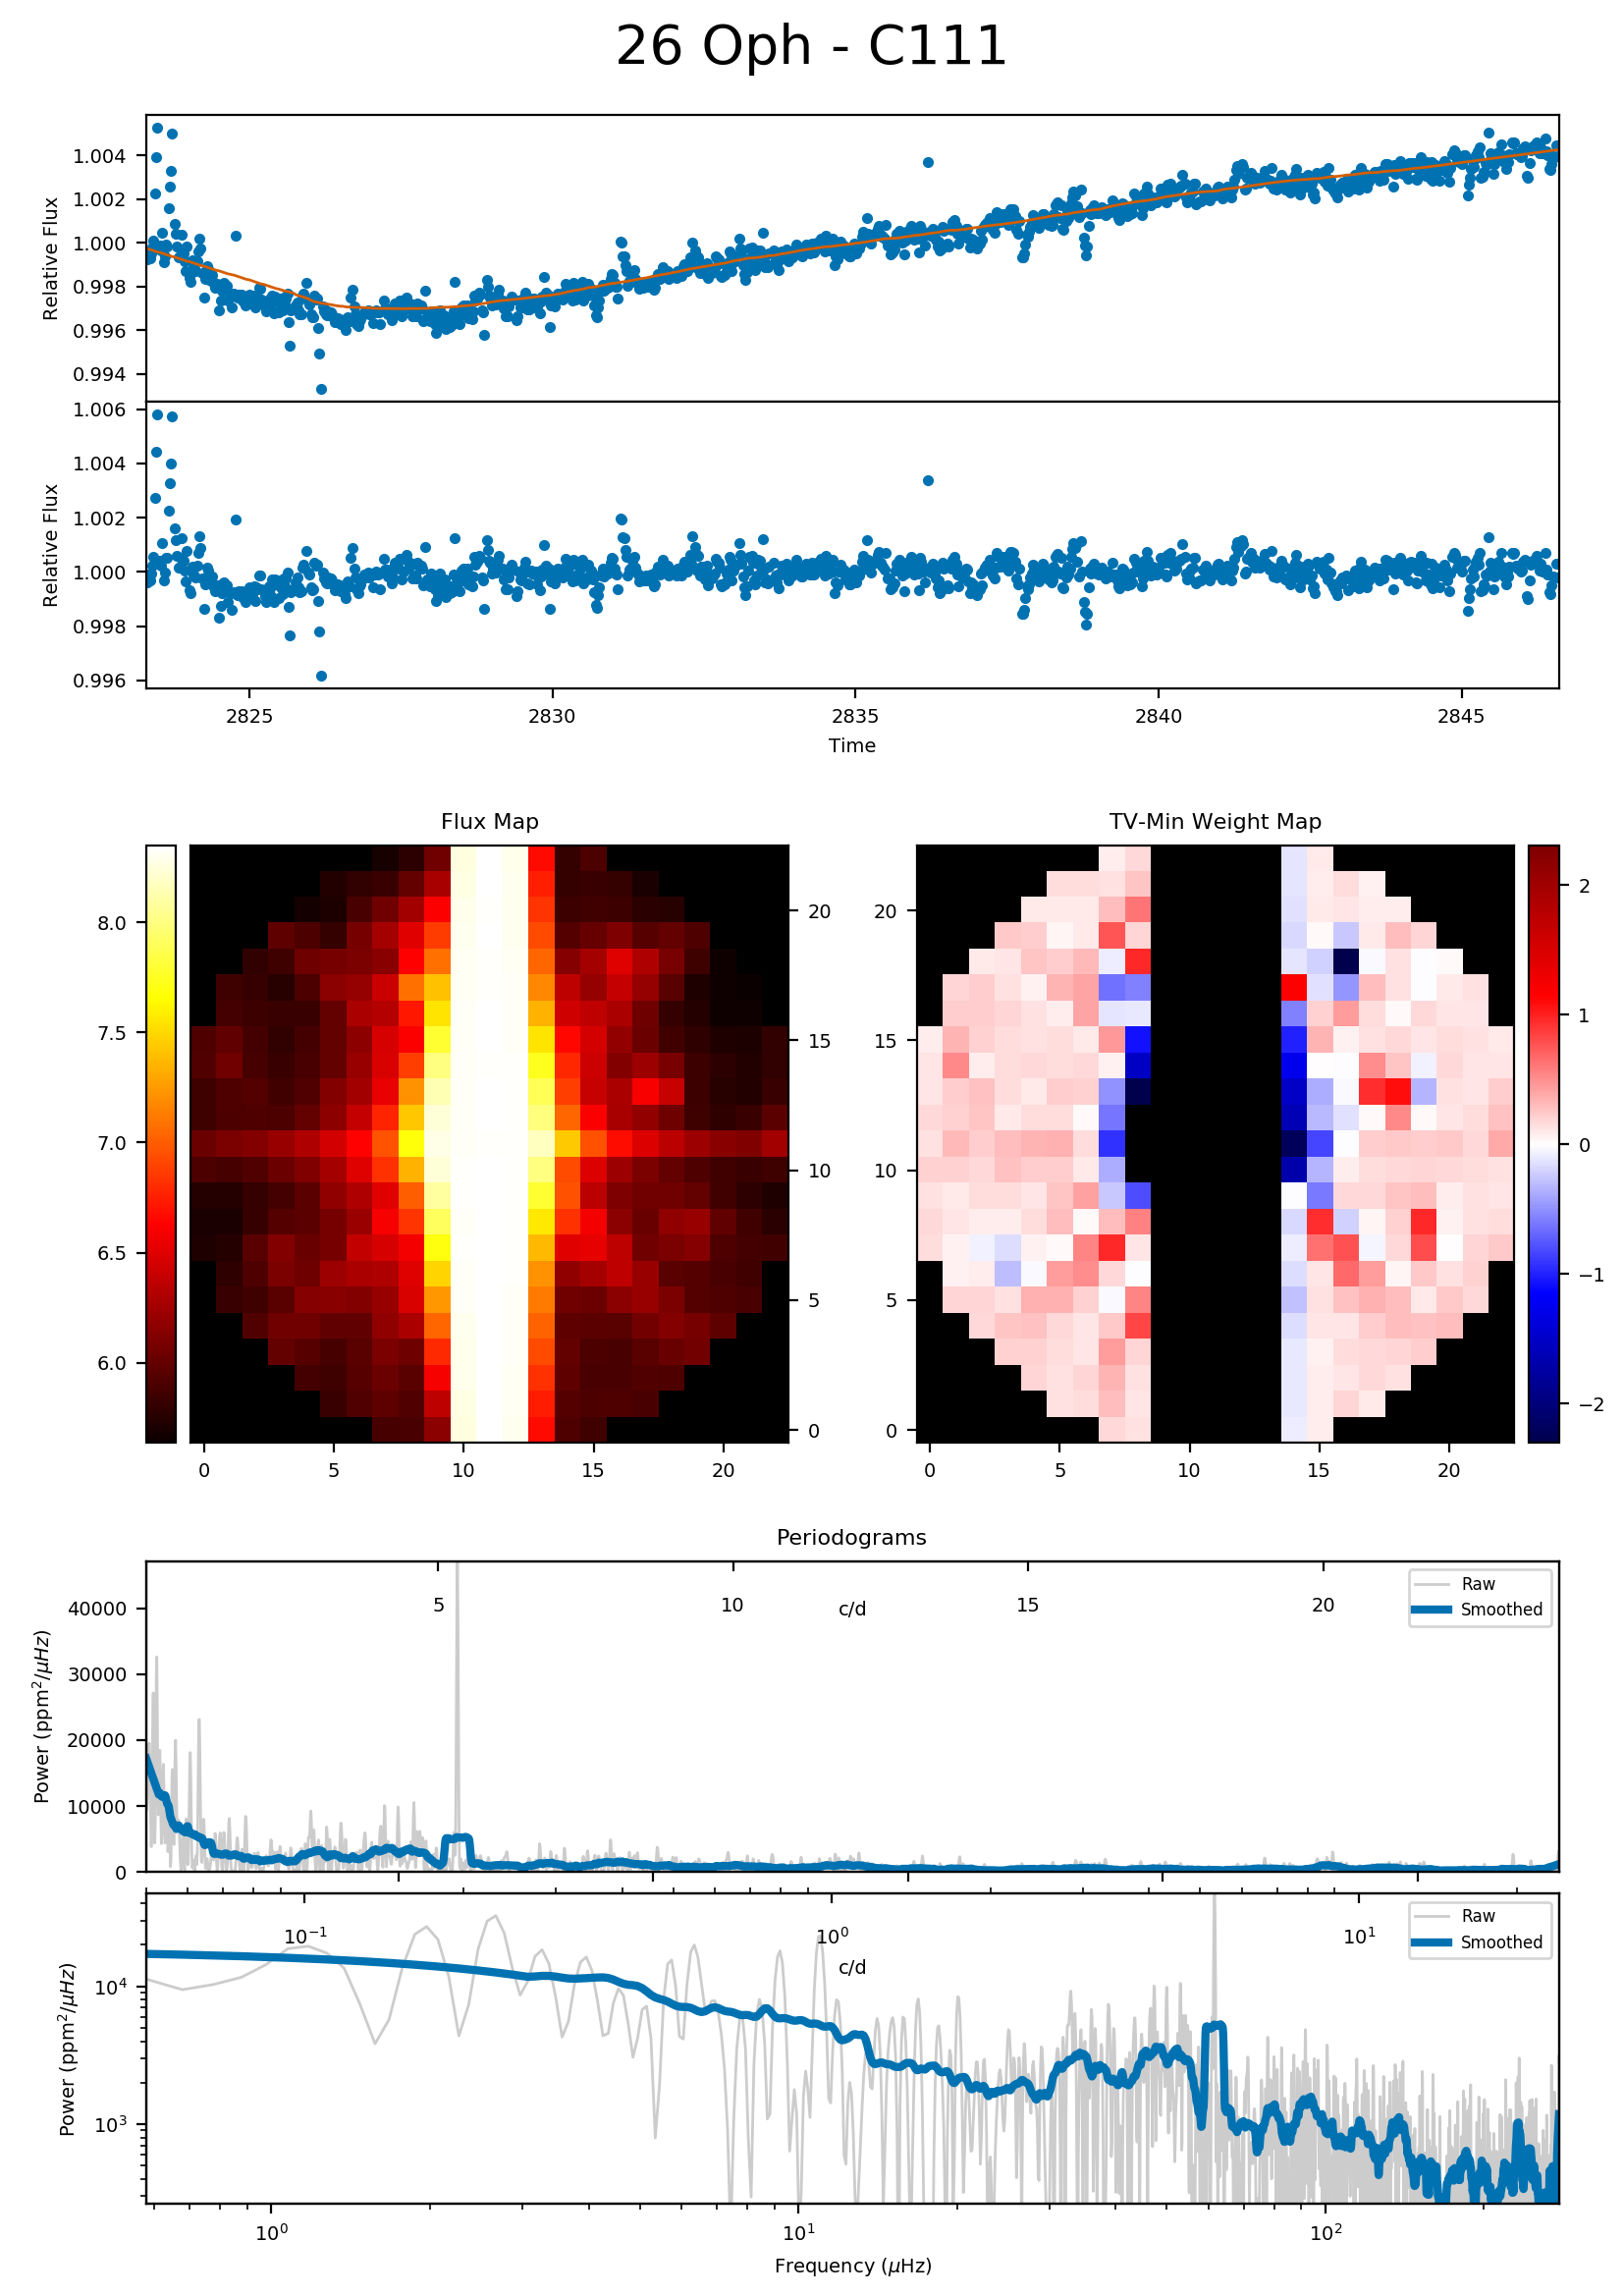 26 Oph - C111
1.004
1.002
1.000
0.998
0.996
0.994
Relative Flux
1.006
1.004
1.002
1.000
0.998
0.996
Relative Flux
2825 2830 2835 2840 2845
Time
Flux Map
TV-Min Weight Map
8.0
7.5
7.0
6.5
6.0
20
15
10
5
0
0 5 10 15 20
20
15
10
5
0
0 5 10 15 20
2
1
0
−1
−2
Periodograms
40000
30000
20000
10000
0
Power (ppm²/μHz)
5 10 15 20
c/d
Raw
Smoothed
10⁻¹ 10⁰ 10¹
c/d
Raw
Smoothed
10⁴
10³
Power (ppm²/μHz)
10⁰ 10¹ 10²
Frequency (μHz)